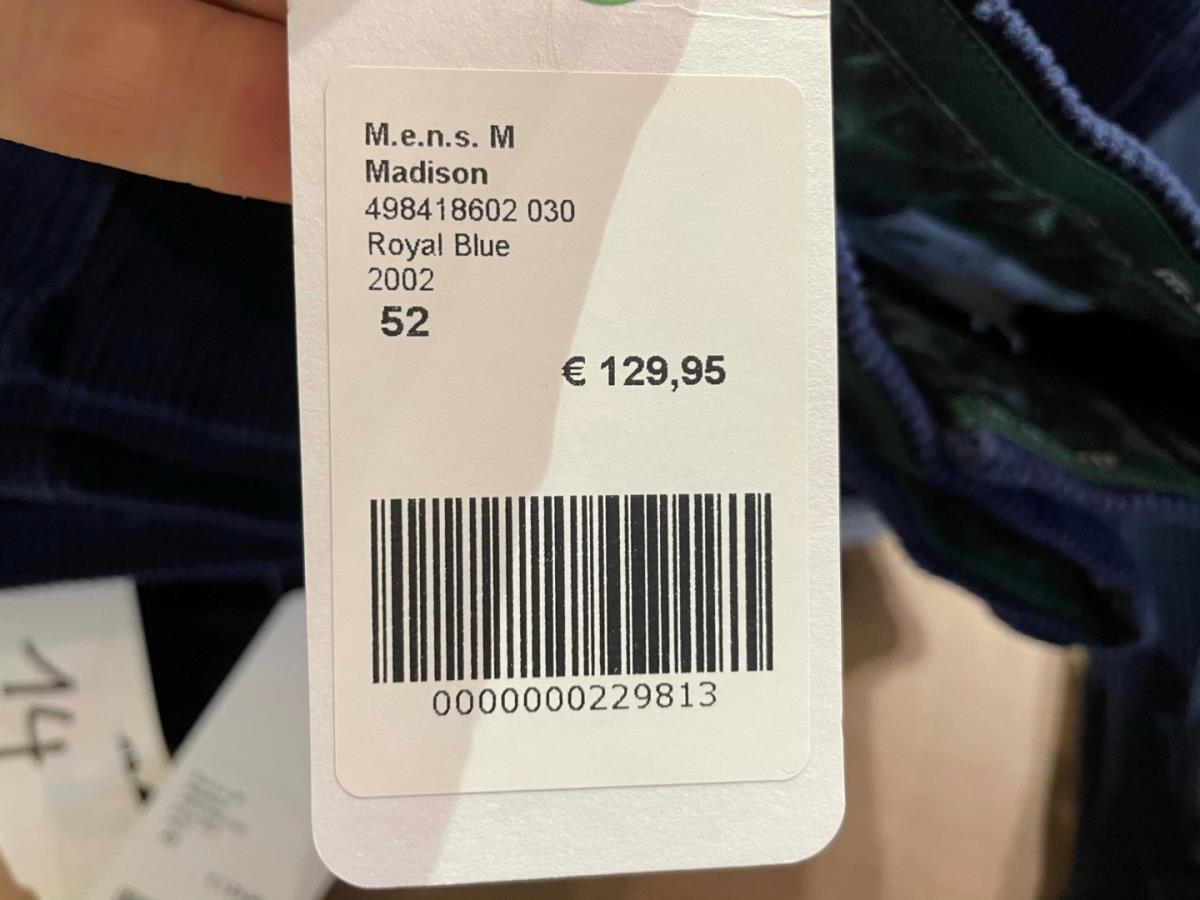 M.e.n.s. M
Madison
498418602 030
Royal Blue
2002
52
€ 129,95
0000000229813
14